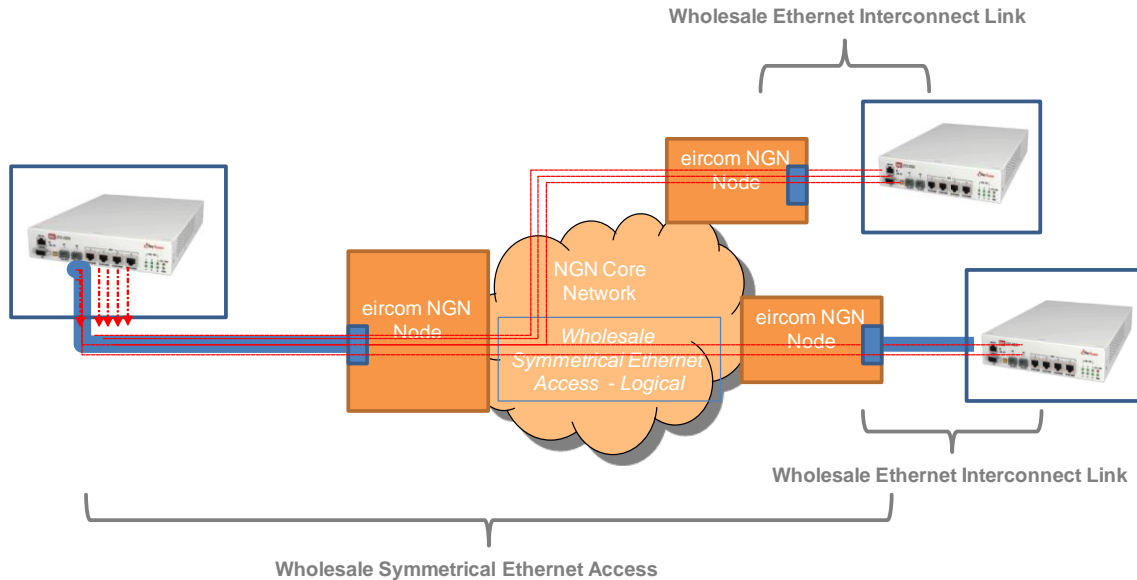 Wholesale Ethernet Interconnect Link
eircom NGN
Node
NGN Core
Network
eircom NGN
Node
eircom NGN
Node
Wholesale
Symmetrical Ethernet
Access - Logical
Wholesale Ethernet Interconnect Link
Wholesale Symmetrical Ethernet Access